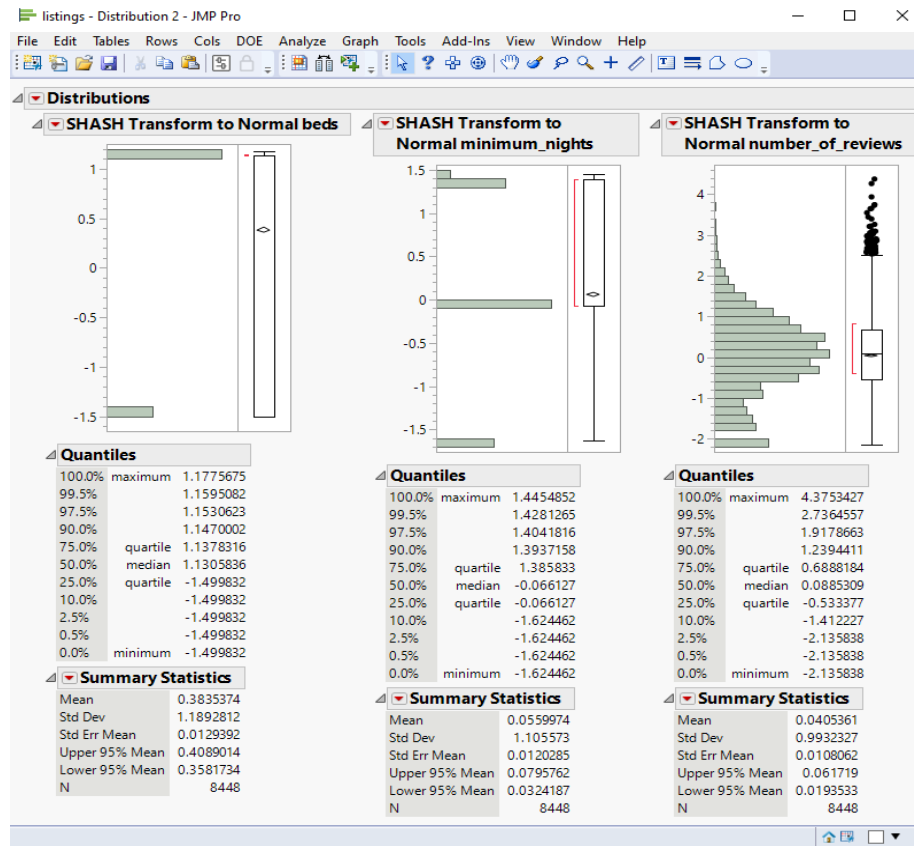 listings - Distribution 2 - JMP Pro
File Edit Tables Rows Cols DOE Analyze Graph Tools Add-Ins View Window Help
Distributions
SHASH Transform to Normal beds
1
0.5
0
-0.5
-1
-1.5
Quantiles
100.0% maximum 1.1775675
99.5% 1.1595082
97.5% 1.1530623
90.0% 1.1470002
75.0% quartile 1.1378316
50.0% median 1.1305836
25.0% quartile -1.499832
10.0% -1.499832
2.5% -1.499832
0.5% -1.499832
0.0% minimum -1.499832
Summary Statistics
Mean 0.3835374
Std Dev 1.1892812
Std Err Mean 0.0129392
Upper 95% Mean 0.4089014
Lower 95% Mean 0.3581734
N 8448
SHASH Transform to
Normal minimum_nights
1.5
1
0.5
0
-0.5
-1
-1.5
Quantiles
100.0% maximum 1.4454852
99.5% 1.4281265
97.5% 1.4041816
90.0% 1.3937158
75.0% quartile 1.385833
50.0% median -0.066127
25.0% quartile -0.066127
10.0% -1.624462
2.5% -1.624462
0.5% -1.624462
0.0% minimum -1.624462
Summary Statistics
Mean 0.0559974
Std Dev 1.105573
Std Err Mean 0.0120285
Upper 95% Mean 0.0795762
Lower 95% Mean 0.0324187
N 8448
SHASH Transform to
Normal number_of_reviews
4
3
2
1
0
-1
-2
Quantiles
100.0% maximum 4.3753427
99.5% 2.7364557
97.5% 1.9178663
90.0% 1.2394411
75.0% quartile 0.6888184
50.0% median 0.0885309
25.0% quartile -0.533377
10.0% -1.412227
2.5% -2.135838
0.5% -2.135838
0.0% minimum -2.135838
Summary Statistics
Mean 0.0405361
Std Dev 0.9932327
Std Err Mean 0.0108062
Upper 95% Mean 0.061719
Lower 95% Mean 0.0193533
N 8448